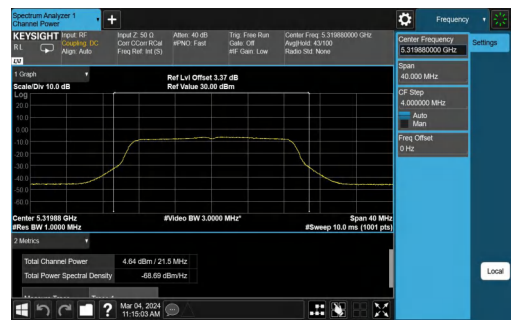 Spectrum Analyzer 1
Channel Power
+
Frequency
KEYSIGHT
R L
LXI
Input: RF
Coupling: DC
Align: Auto
Input Z: 50 Ω
Corr CCorr RCal
Freq Ref: Int (S)
Atten: 40 dB
#PNO: Fast
Trig: Free Run
Gate: Off
#IF Gain: Low
Center Freq: 5.319880000 GHz
Avg|Hold: 43/100
Radio Std: None
Center Frequency
5.319880000 GHz
Settings
Span
40.000 MHz
CF Step
4.000000 MHz
Auto
Man
Freq Offset
0 Hz
Local
1 Graph
Scale/Div 10.0 dB
Ref Lvl Offset 3.37 dB
Ref Value 30.00 dBm
Log
20.0
10.0
0.00
-10.0
-20.0
-30.0
-40.0
-50.0
-60.0
Center 5.31988 GHz
#Video BW 3.0000 MHz*
Span 40 MHz
#Res BW 1.0000 MHz
#Sweep 10.0 ms (1001 pts)
2 Metrics
Total Channel Power
4.64 dBm / 21.5 MHz
Total Power Spectral Density
-68.69 dBm/Hz
?
Mar 04, 2024
11:15:03 AM